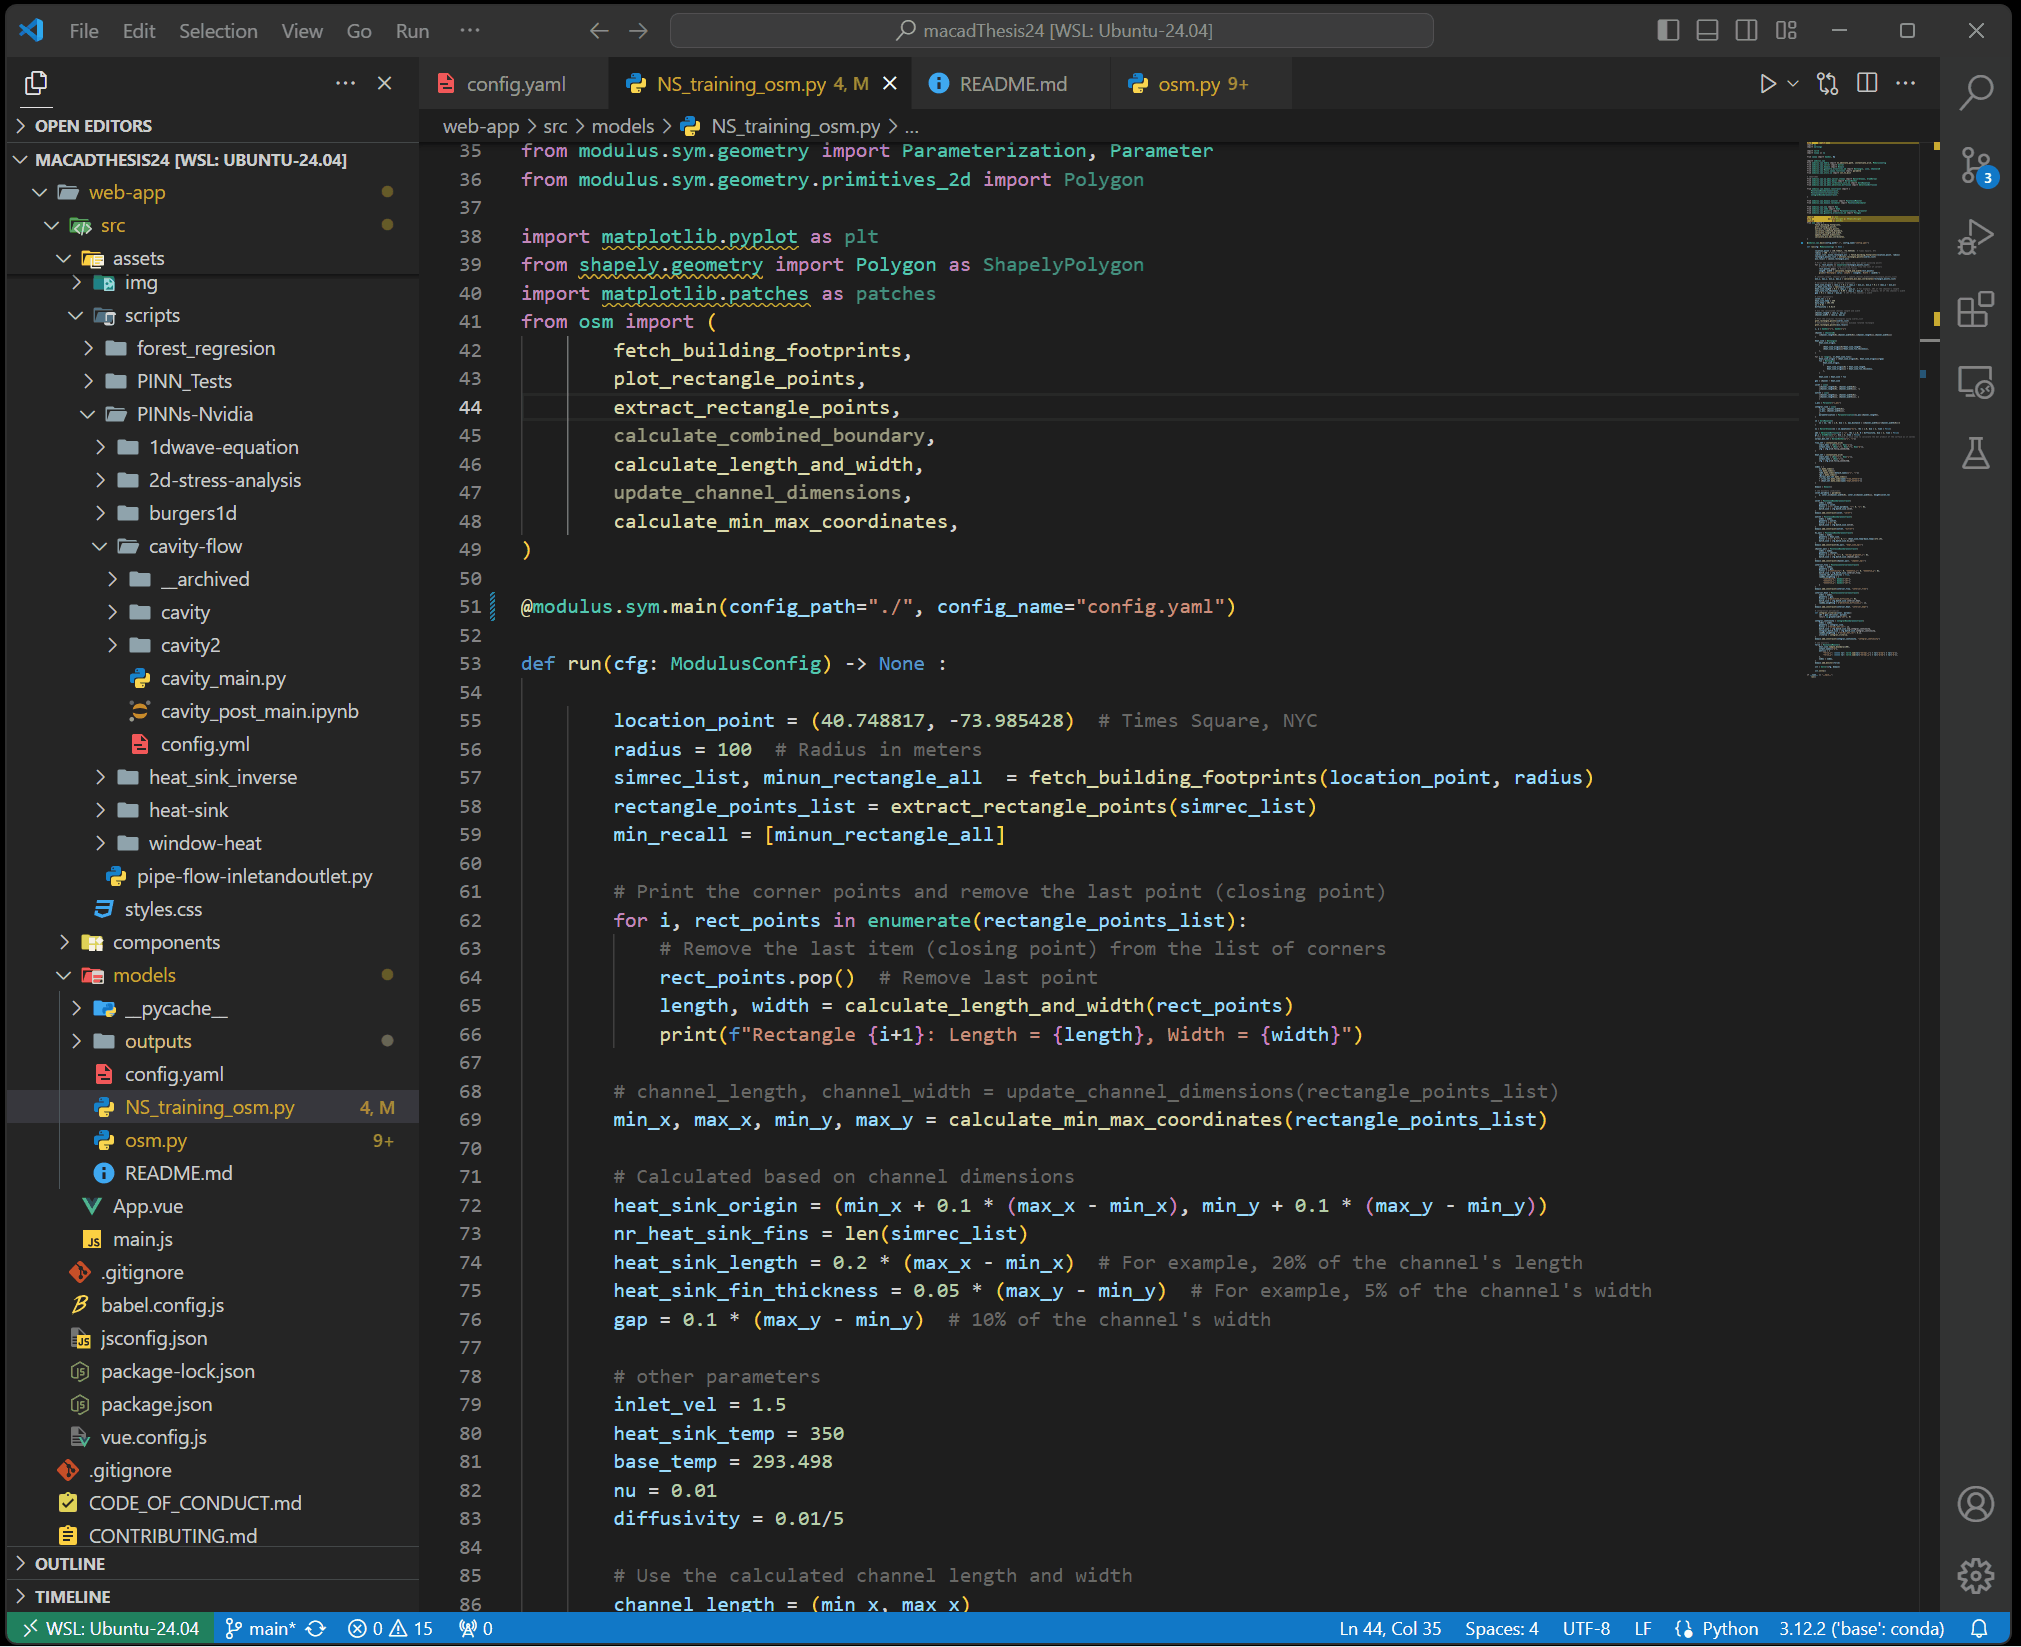 File Edit Selection View Go Run ···
macadThesis24 [WSL: Ubuntu-24.04]
config.yaml
NS_training_osm.py 4, M
README.md
osm.py 9+
OPEN EDITORS
web-app > src > models > NS_training_osm.py > ...
MACADTHESIS24 [WSL: UBUNTU-24.04]
web-app
src
assets
img
scripts
forest_regresion
PINN_Tests
PINNs-Nvidia
1dwave-equation
2d-stress-analysis
burgers1d
cavity-flow
__archived
cavity
cavity2
cavity_main.py
cavity_post_main.ipynb
config.yml
heat_sink_inverse
heat-sink
window-heat
pipe-flow-inletandoutlet.py
styles.css
components
models
__pycache__
outputs
config.yaml
NS_training_osm.py 4, M
osm.py 9+
README.md
App.vue
main.js
.gitignore
babel.config.js
jsconfig.json
package-lock.json
package.json
vue.config.js
.gitignore
CODE_OF_CONDUCT.md
CONTRIBUTING.md
OUTLINE
TIMELINE
35 from modulus.sym.geometry import Parameterization, Parameter
36 from modulus.sym.geometry.primitives_2d import Polygon
37
38 import matplotlib.pyplot as plt
39 from shapely.geometry import Polygon as ShapelyPolygon
40 import matplotlib.patches as patches
41 from osm import (
42 fetch_building_footprints,
43 plot_rectangle_points,
44 extract_rectangle_points,
45 calculate_combined_boundary,
46 calculate_length_and_width,
47 update_channel_dimensions,
48 calculate_min_max_coordinates,
49 )
50
51 @modulus.sym.main(config_path="./", config_name="config.yaml")
52
53 def run(cfg: ModulusConfig) -> None :
54
55 location_point = (40.748817, -73.985428) # Times Square, NYC
56 radius = 100 # Radius in meters
57 simrec_list, minun_rectangle_all = fetch_building_footprints(location_point, radius)
58 rectangle_points_list = extract_rectangle_points(simrec_list)
59 min_recall = [minun_rectangle_all]
60
61 # Print the corner points and remove the last point (closing point)
62 for i, rect_points in enumerate(rectangle_points_list):
63 # Remove the last item (closing point) from the list of corners
64 rect_points.pop() # Remove last point
65 length, width = calculate_length_and_width(rect_points)
66 print(f"Rectangle {i+1}: Length = {length}, Width = {width}")
67
68 # channel_length, channel_width = update_channel_dimensions(rectangle_points_list)
69 min_x, max_x, min_y, max_y = calculate_min_max_coordinates(rectangle_points_list)
70
71 # Calculated based on channel dimensions
72 heat_sink_origin = (min_x + 0.1 * (max_x - min_x), min_y + 0.1 * (max_y - min_y))
73 nr_heat_sink_fins = len(simrec_list)
74 heat_sink_length = 0.2 * (max_x - min_x) # For example, 20% of the channel's length
75 heat_sink_fin_thickness = 0.05 * (max_y - min_y) # For example, 5% of the channel's width
76 gap = 0.1 * (max_y - min_y) # 10% of the channel's width
77
78 # other parameters
79 inlet_vel = 1.5
80 heat_sink_temp = 350
81 base_temp = 293.498
82 nu = 0.01
83 diffusivity = 0.01/5
84
85 # Use the calculated channel length and width
86 channel_length = (min_x, max_x)
3
WSL: Ubuntu-24.04 main* 0 15 0 Ln 44, Col 35 Spaces: 4 UTF-8 LF Python 3.12.2 ('base': conda)